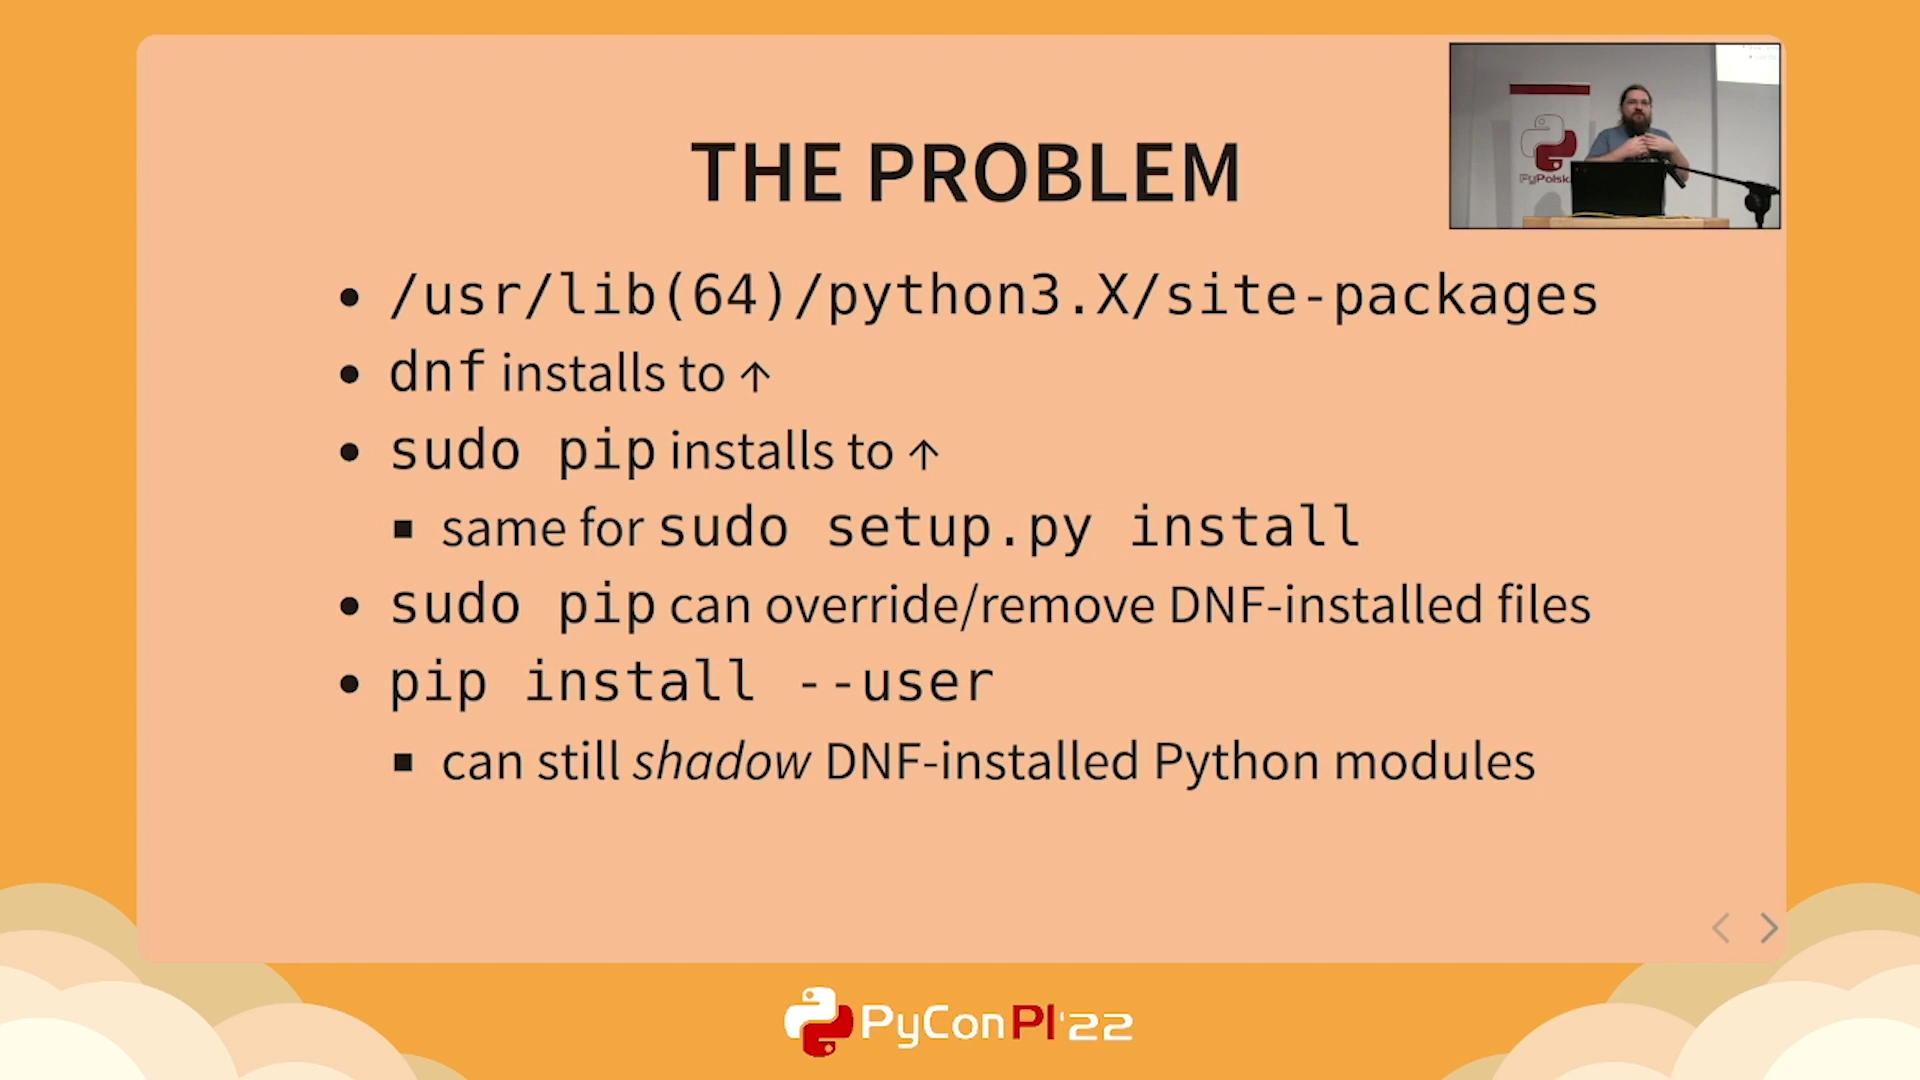 THE PROBLEM
/usr/lib(64)/python3.X/site-packages
dnf installs to ↑
sudo pip installs to ↑
same for sudo setup.py install
sudo pip can override/remove DNF-installed files
pip install --user
can still shadow DNF-installed Python modules
PyPolska
PyConPl'22